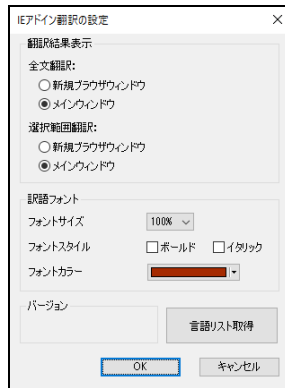 IEアドイン翻訳の設定
翻訳結果表示
全文翻訳:
新規ブラウザウィンドウ
メインウィンドウ
選択範囲翻訳:
新規ブラウザウィンドウ
メインウィンドウ
訳語フォント
フォントサイズ 100%
フォントスタイル ボールド イタリック
フォントカラー
バージョン
言語リスト取得
OK キャンセル